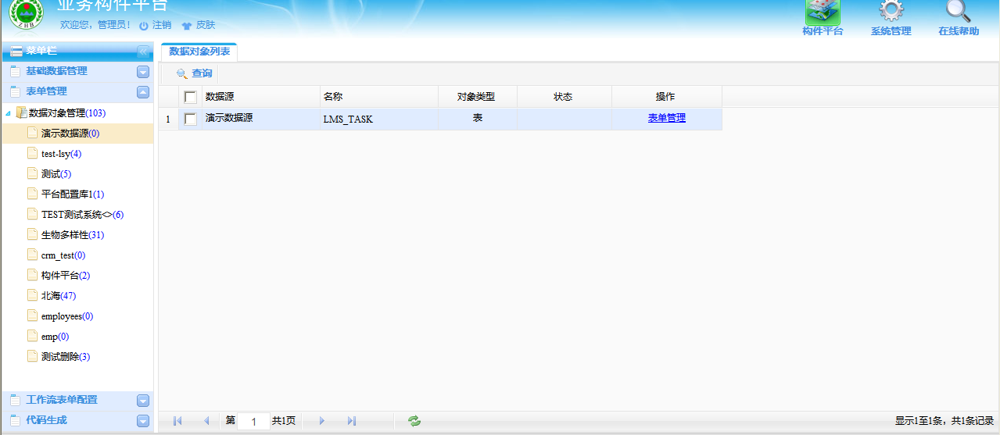 业务构件平台
ZHB
欢迎您，管理员！ 注销 皮肤
构件平台 系统管理 在线帮助
菜单栏
基础数据管理
表单管理
数据对象管理(103)
演示数据源(0)
test-lsy(4)
测试(5)
平台配置库1(1)
TEST测试系统<>(6)
生物多样性(31)
crm_test(0)
构件平台(2)
北海(47)
employees(0)
emp(0)
测试删除(3)
工作流表单配置
代码生成
数据对象列表
查询
数据源 名称 对象类型 状态 操作
1 演示数据源 LMS_TASK 表 表单管理
第 1 共1页
显示1至1条，共1条记录